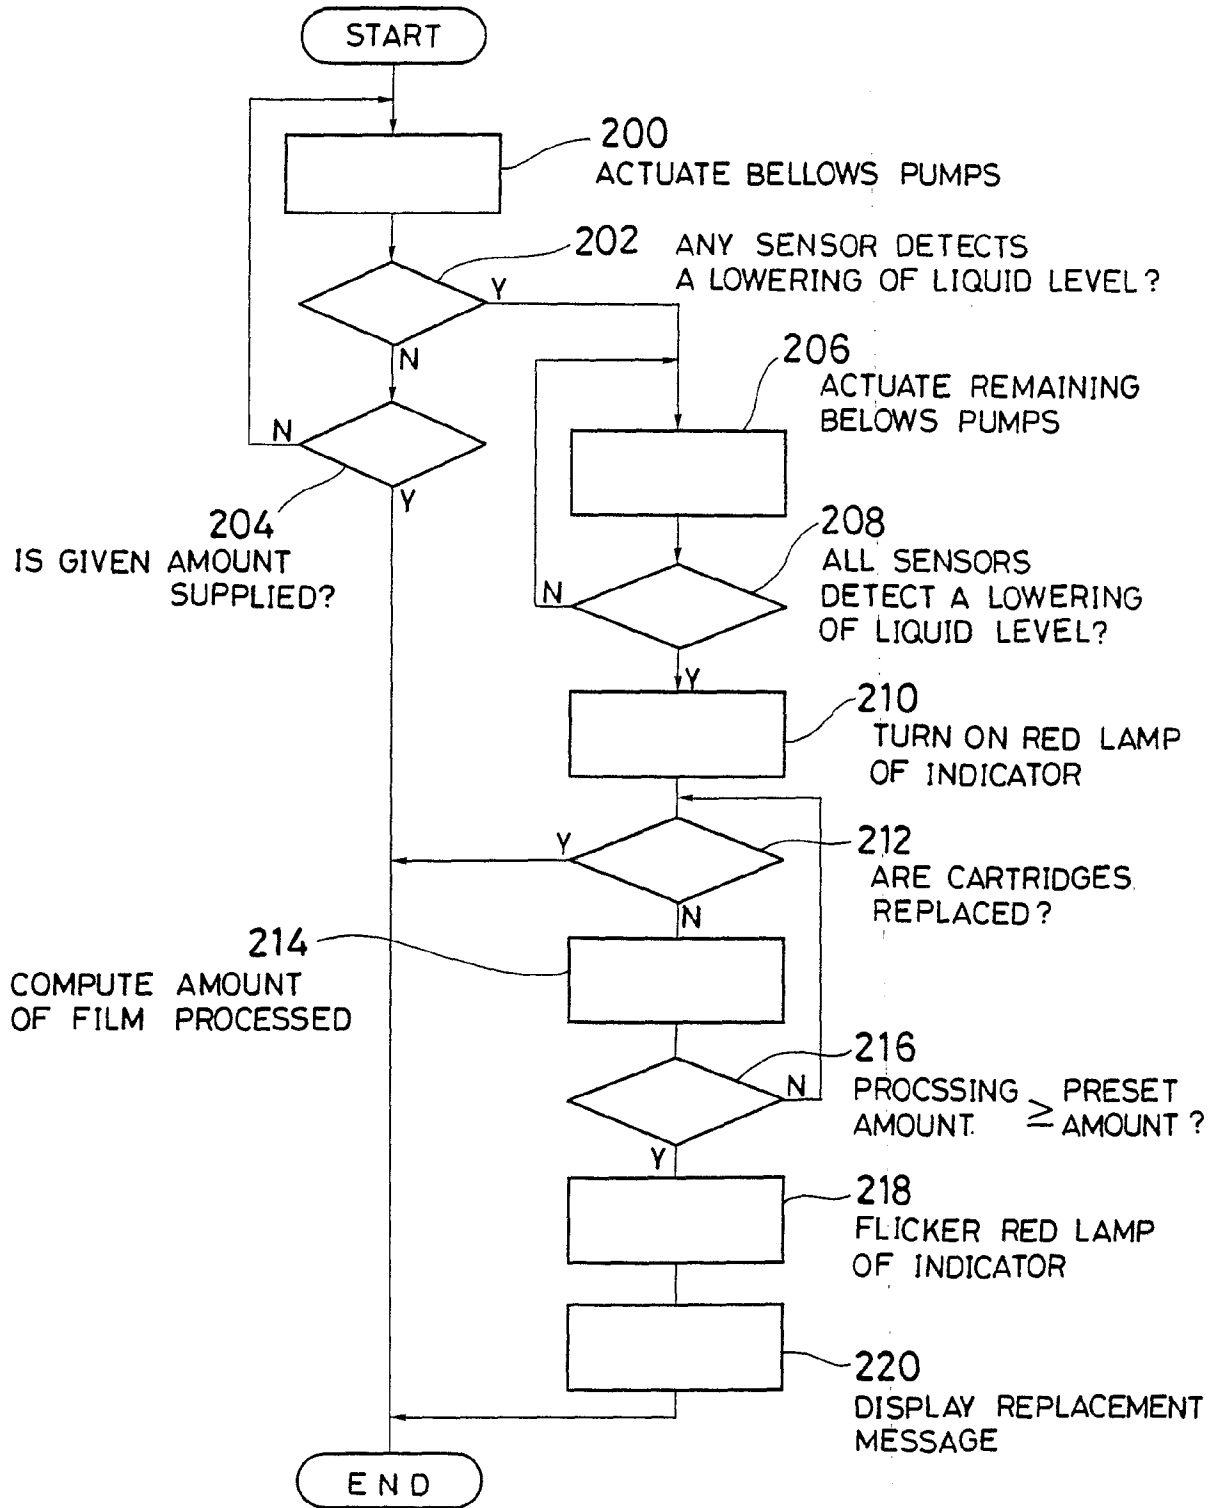 START
200
ACTUATE BELLOWS PUMPS
202 ANY SENSOR DETECTS
A LOWERING OF LIQUID LEVEL?
Y
N
206
ACTUATE REMAINING
BELOWS PUMPS
N
Y
204
IS GIVEN AMOUNT
SUPPLIED?
208
ALL SENSORS
DETECT A LOWERING
OF LIQUID LEVEL?
N
Y
210
TURN ON RED LAMP
OF INDICATOR
Y
212
ARE CARTRIDGES
REPLACED?
N
214
COMPUTE AMOUNT
OF FILM PROCESSED
216
N
PROCSSING ≥ PRESET
AMOUNT AMOUNT?
Y
218
FLICKER RED LAMP
OF INDICATOR
220
DISPLAY REPLACEMENT
MESSAGE
END